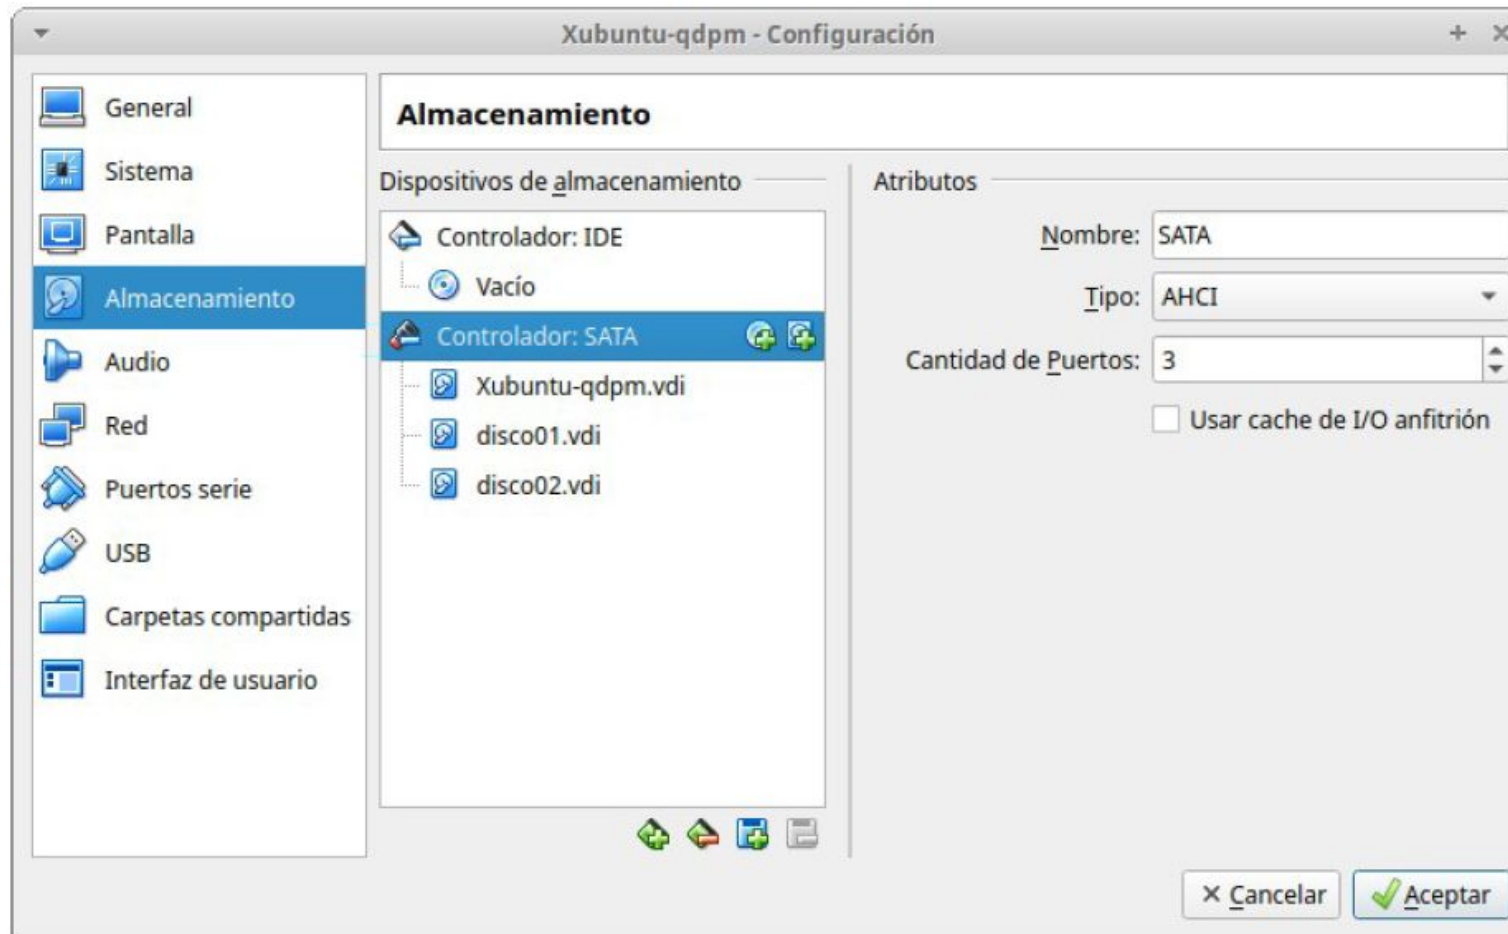 Xubuntu-qdpm - Configuración
General
Sistema
Pantalla
Almacenamiento
Audio
Red
Puertos serie
USB
Carpetas compartidas
Interfaz de usuario
Almacenamiento
Dispositivos de almacenamiento
Controlador: IDE
Vacío
Controlador: SATA
Xubuntu-qdpm.vdi
disco01.vdi
disco02.vdi
Atributos
Nombre: SATA
Tipo: AHCI
Cantidad de Puertos: 3
Usar cache de I/O anfitrión
Cancelar Aceptar